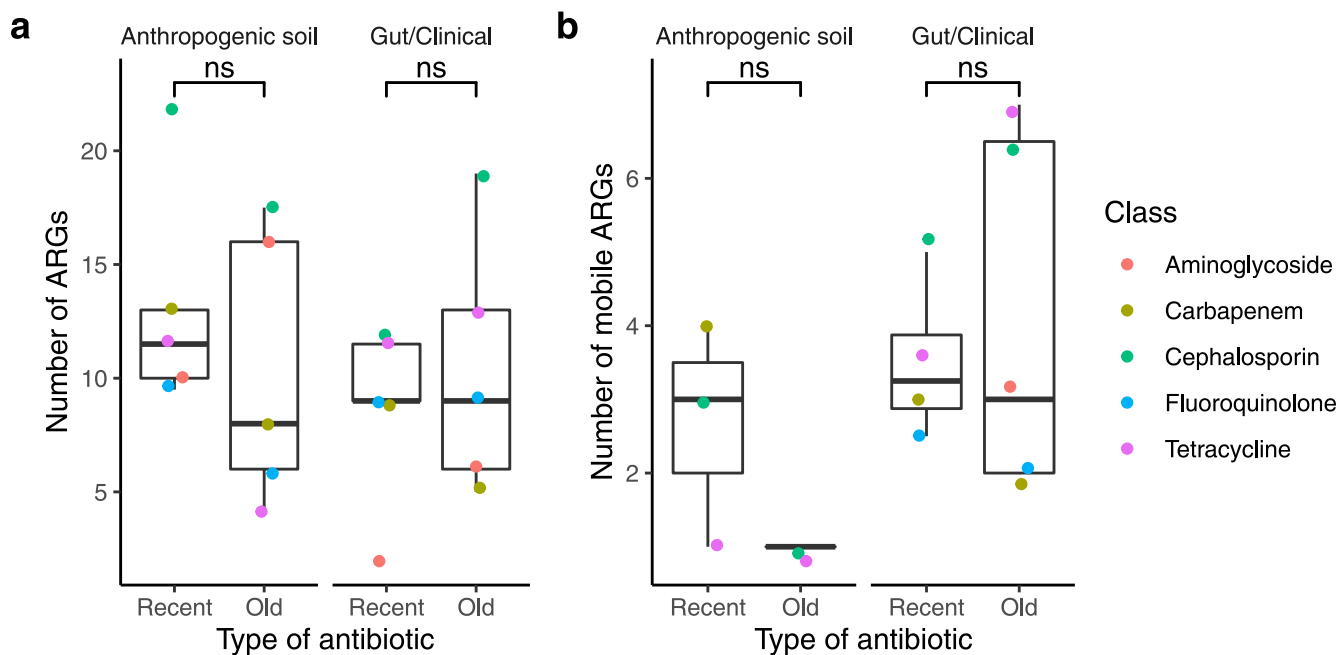 a
Anthropogenic soil
Gut/Clinical
ns
ns
20
15
10
5
Number of ARGs
Recent
Old
Recent
Old
Type of antibiotic
b
Anthropogenic soil
Gut/Clinical
ns
ns
6
4
2
Number of mobile ARGs
Recent
Old
Recent
Old
Type of antibiotic
Class
Aminoglycoside
Carbapenem
Cephalosporin
Fluoroquinolone
Tetracycline